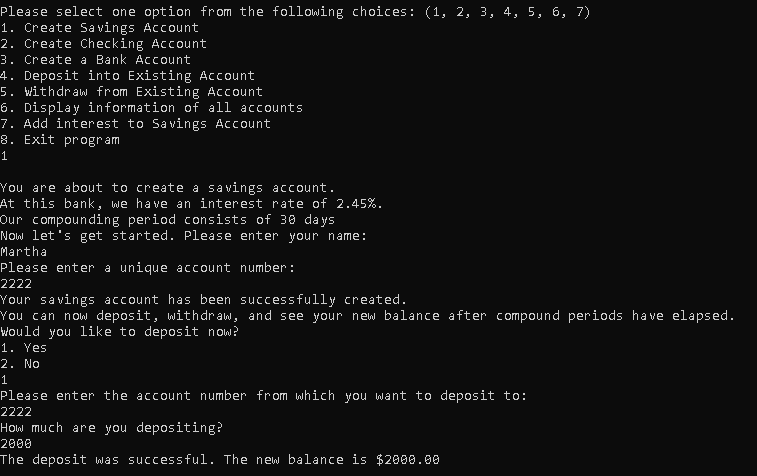 Please select one option from the following choices: (1, 2, 3, 4, 5, 6, 7)
1. Create Savings Account
2. Create Checking Account
3. Create a Bank Account
4. Deposit into Existing Account
5. Withdraw from Existing Account
6. Display information of all accounts
7. Add interest to Savings Account
8. Exit program
1
You are about to create a savings account.
At this bank, we have an interest rate of 2.45%.
Our compounding period consists of 30 days
Now let's get started. Please enter your name:
Martha
Please enter a unique account number:
2222
Your savings account has been successfully created.
You can now deposit, withdraw, and see your new balance after compound periods have elapsed.
Would you like to deposit now?
1. Yes
2. No
1
Please enter the account number from which you want to deposit to:
2222
How much are you depositing?
2000
The deposit was successful. The new balance is $2000.00